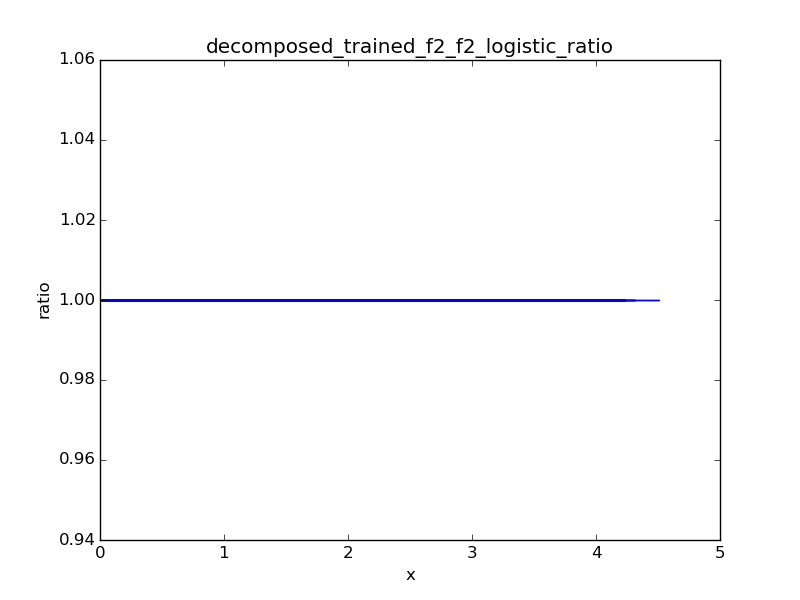 decomposed_trained_f2_f2_logistic_ratio
1.06
1.04
1.02
1.00
0.98
0.96
0.94
ratio
0 1 2 3 4 5
x